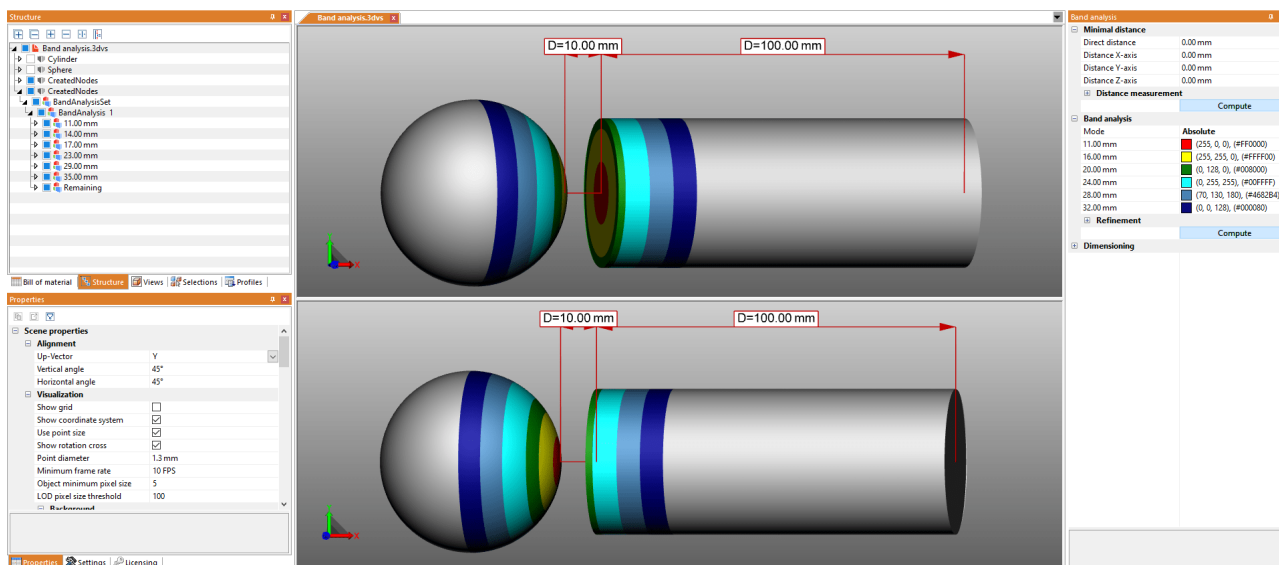 Structure
Band analysis.3dvs
Cylinder
Sphere
CreatedNodes
CreatedNodes
BandAnalysisSet
BandAnalysis 1
11.00 mm
14.00 mm
17.00 mm
23.00 mm
29.00 mm
35.00 mm
Remaining
Bill of material Structure Views Selections Profiles
Properties
Scene properties
Alignment
Up-Vector Y
Vertical angle 45°
Horizontal angle 45°
Visualization
Show grid
Show coordinate system
Use point size
Show rotation cross
Point diameter 1.3 mm
Minimum frame rate 10 FPS
Object minimum pixel size 5
LOD pixel size threshold 100
Background
Properties Settings Licensing
Band analysis.3dvs
D=10.00 mm D=100.00 mm
Y
X
D=10.00 mm D=100.00 mm
Y
X
Band analysis
Minimal distance
Direct distance 0.00 mm
Distance X-axis 0.00 mm
Distance Y-axis 0.00 mm
Distance Z-axis 0.00 mm
Distance measurement
Compute
Band analysis
Mode Absolute
11.00 mm (255, 0, 0), (#FF0000)
16.00 mm (255, 255, 0), (#FFFF00)
20.00 mm (0, 128, 0), (#008000)
24.00 mm (0, 255, 255), (#00FFFF)
28.00 mm (70, 130, 180), (#4682B4)
32.00 mm (0, 0, 128), (#000080)
Refinement
Compute
Dimensioning